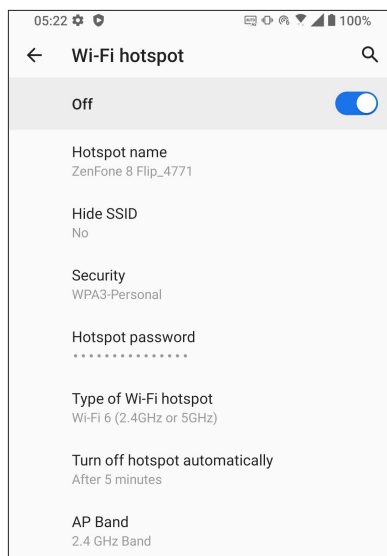 05:22 100%
Wi-Fi hotspot
Off
Hotspot name
ZenFone 8 Flip_4771
Hide SSID
No
Security
WPA3-Personal
Hotspot password
•••••••••••••••
Type of Wi-Fi hotspot
Wi-Fi 6 (2.4GHz or 5GHz)
Turn off hotspot automatically
After 5 minutes
AP Band
2.4 GHz Band